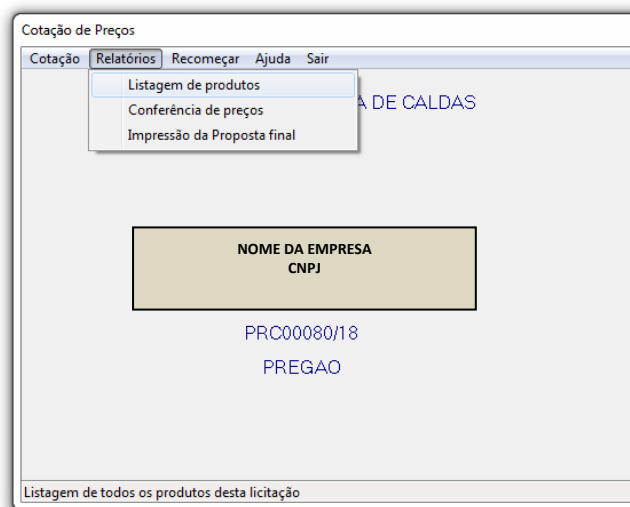 Cotação de Preços
Cotação Relatórios Recomeçar Ajuda Sair
Listagem de produtos
Conferência de preços
Impressão da Proposta final
DE CALDAS
NOME DA EMPRESA
CNPJ
PRC00080/18
PREGAO
Listagem de todos os produtos desta licitação